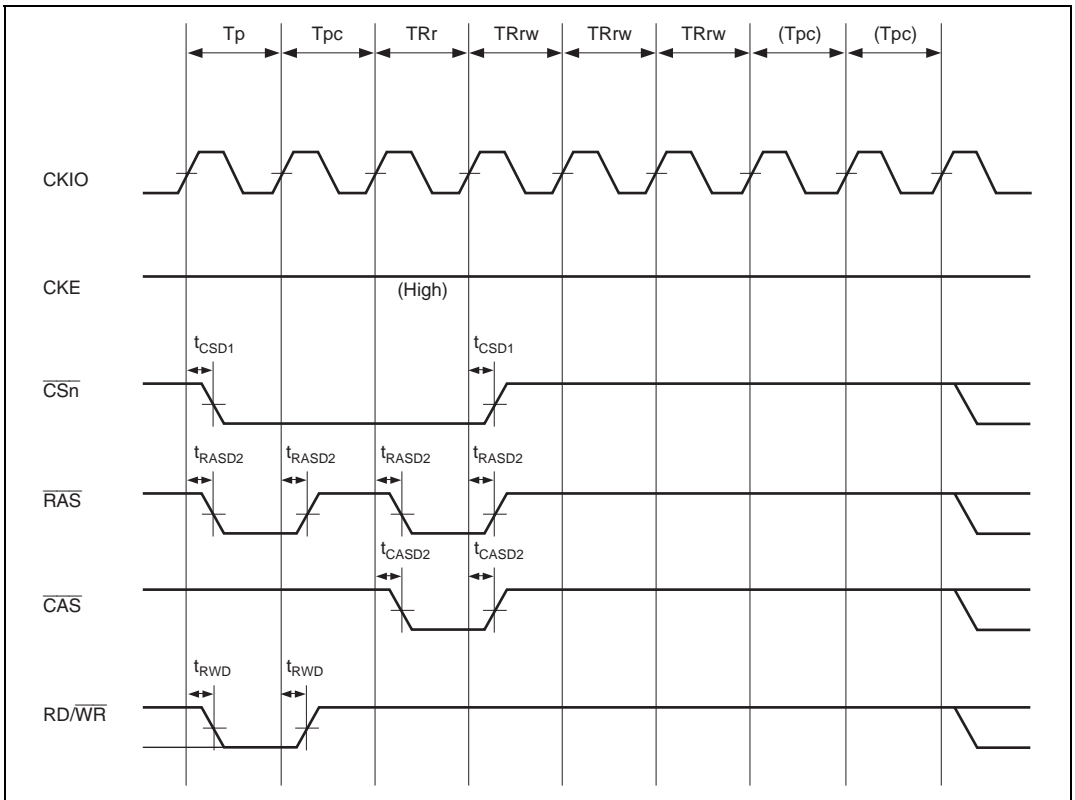 Tp Tpc TRr TRrw TRrw TRrw (Tpc) (Tpc)
CKIO
CKE
(High)
tCSD1 tCSD1
CSn
tRASD2 tRASD2 tRASD2 tRASD2
RAS
tCASD2 tCASD2
CAS
tRWD tRWD
RD/WR